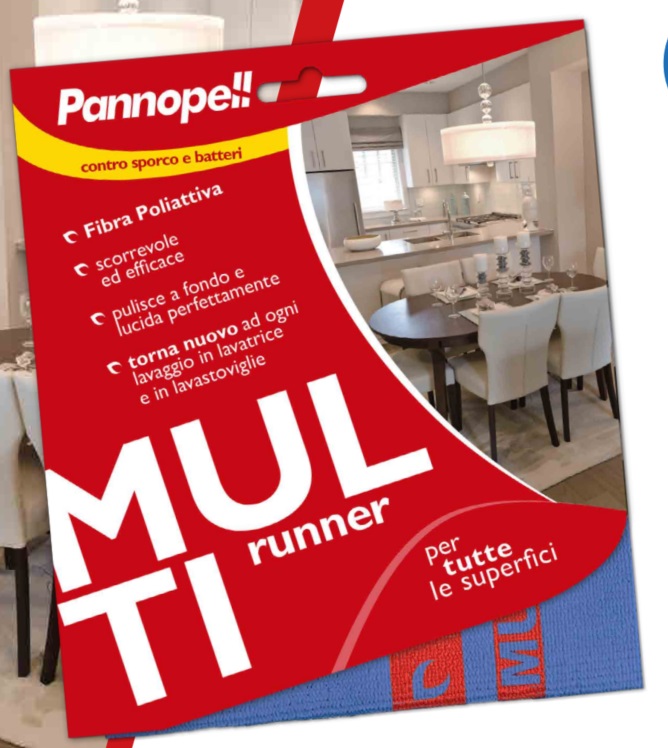 Pannopell
contro sporco e batteri
Fibra Poliattiva
scorrevole
ed efficace
pulisce a fondo e
lucida perfettamente
torna nuovo ad ogni
lavaggio in lavatrice
e in lavastoviglie
MUL
TI
runner
per
tutte
le superfici
MUL